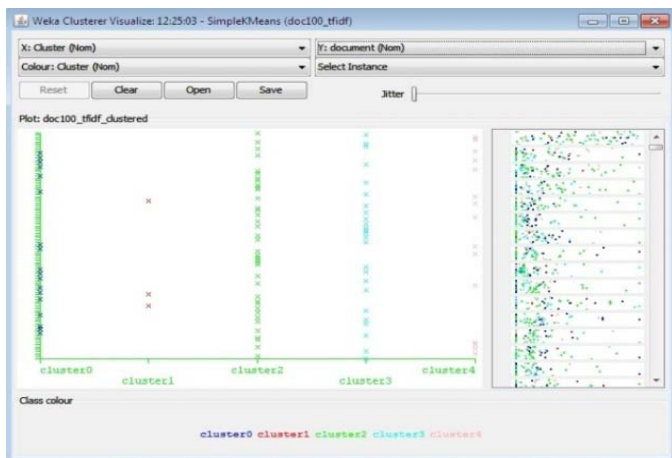 Weka Clusterer Visualize: 12:25:03 - SimpleKMeans (doc100_tfidf)
X: Cluster (Nom) Y: document (Nom)
Colour: Cluster (Nom) Select Instance
Reset Clear Open Save Jitter
Plot: doc100_tfidf_clustered
cluster0 cluster1 cluster2 cluster3 cluster4
Class colour
cluster0 cluster1 cluster2 cluster3 cluster4